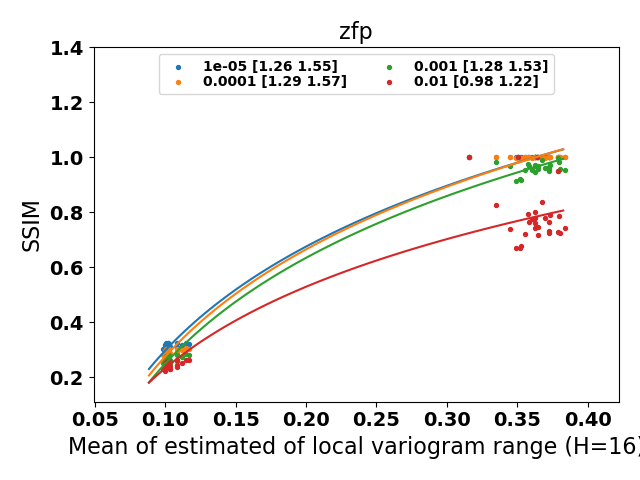 zfp
1e-05 [1.26 1.55]
0.0001 [1.29 1.57]
0.001 [1.28 1.53]
0.01 [0.98 1.22]
SSIM
1.4
1.2
1.0
0.8
0.6
0.4
0.2
0.05 0.10 0.15 0.20 0.25 0.30 0.35 0.40
Mean of estimated of local variogram range (H=16)